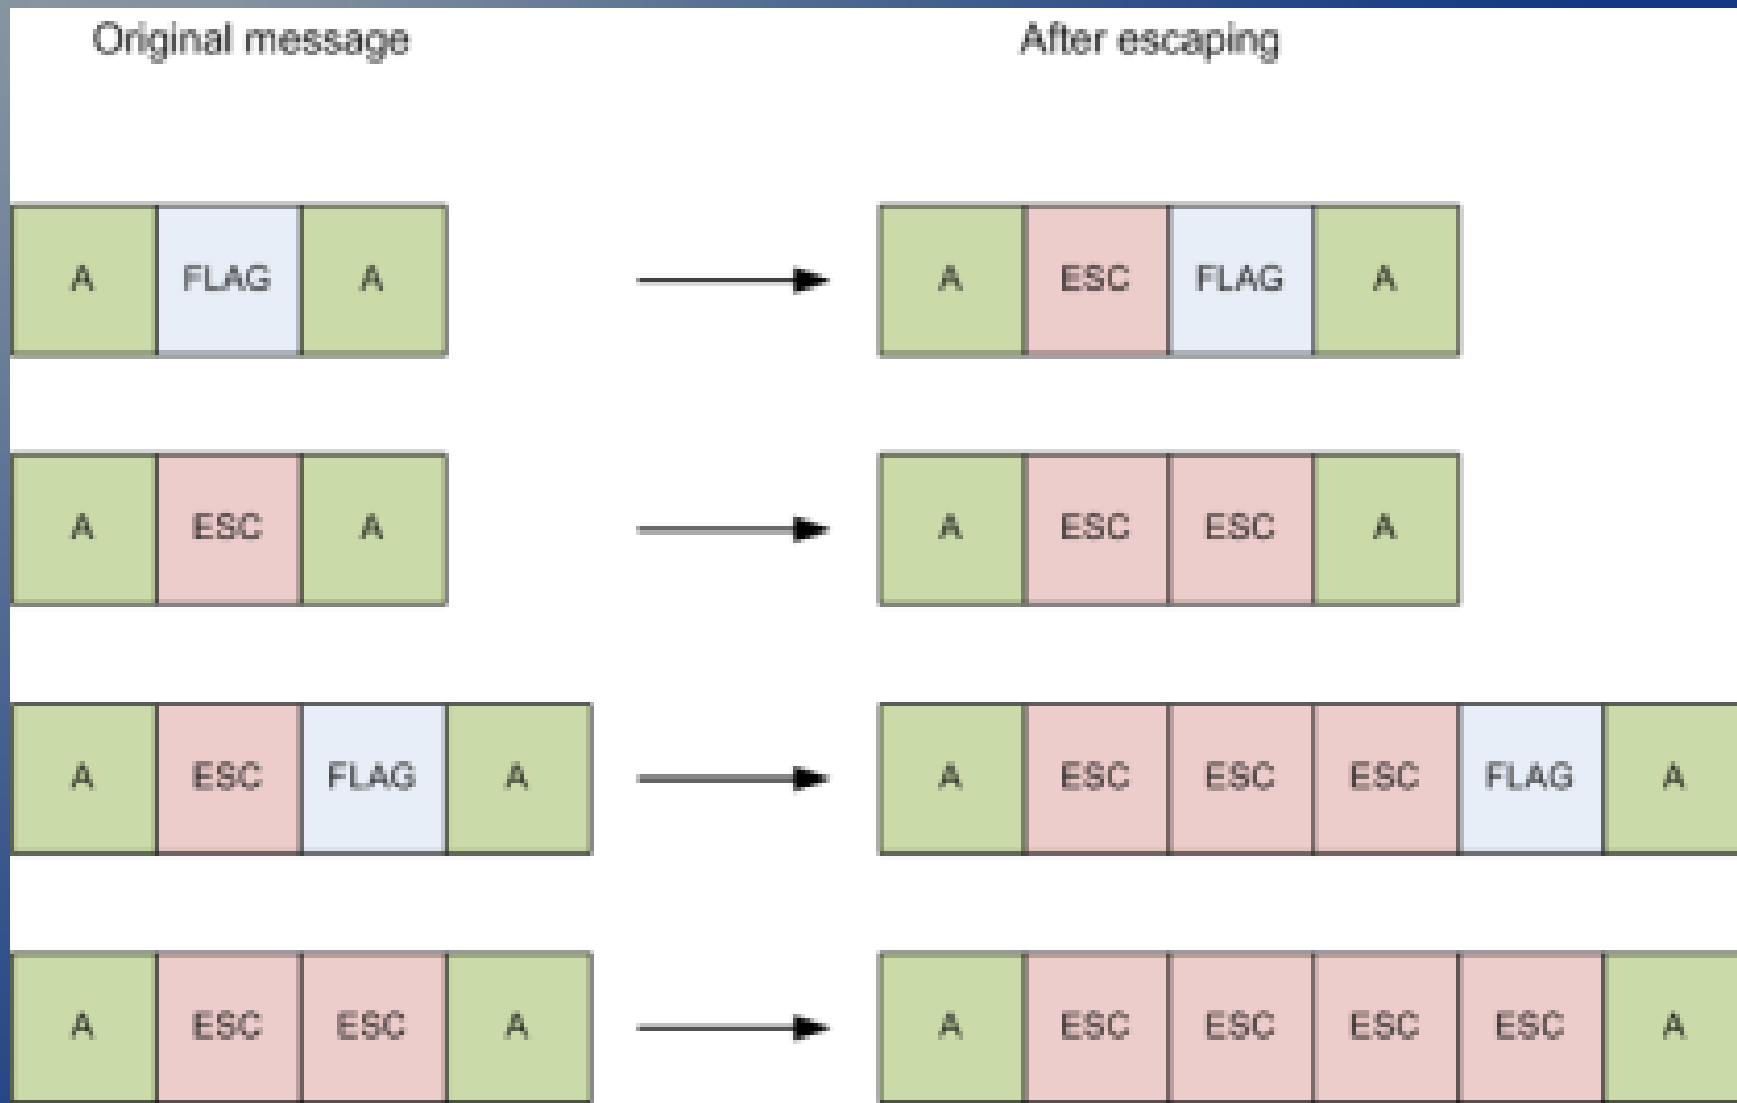 Original message After escaping
A FLAG A A ESC FLAG A
A ESC A A ESC ESC A
A ESC FLAG A A ESC ESC ESC FLAG A
A ESC ESC A A ESC ESC ESC ESC A